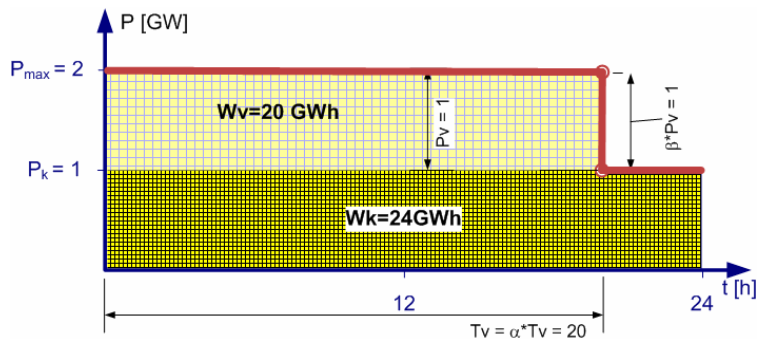 P [GW]
Pmax = 2
Wv=20 GWh
Pv = 1
β*Pv = 1
Pk = 1
Wk=24GWh
t [h]
12
24
Tv = α*Tv = 20